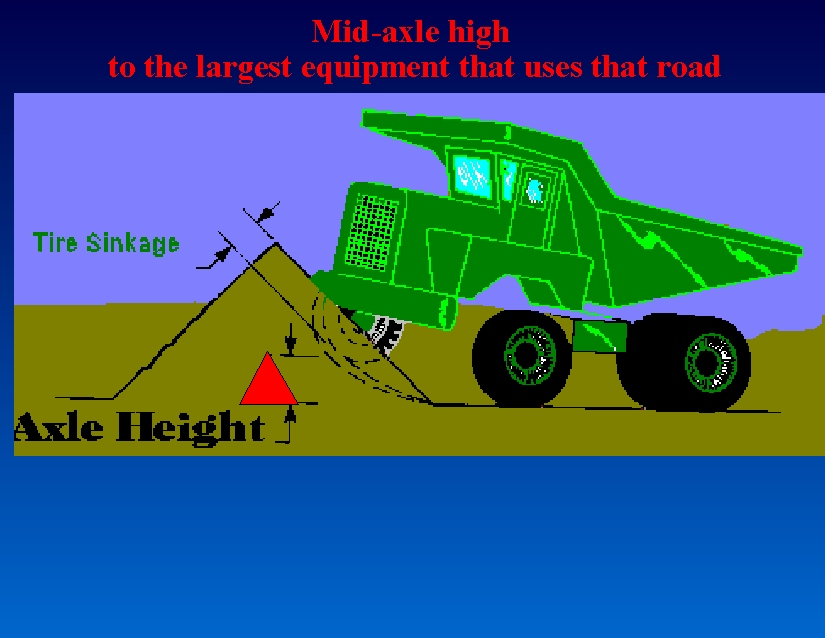 Mid-axle high
to the largest equipment that uses that road
Tire Sinkage
Axle Height